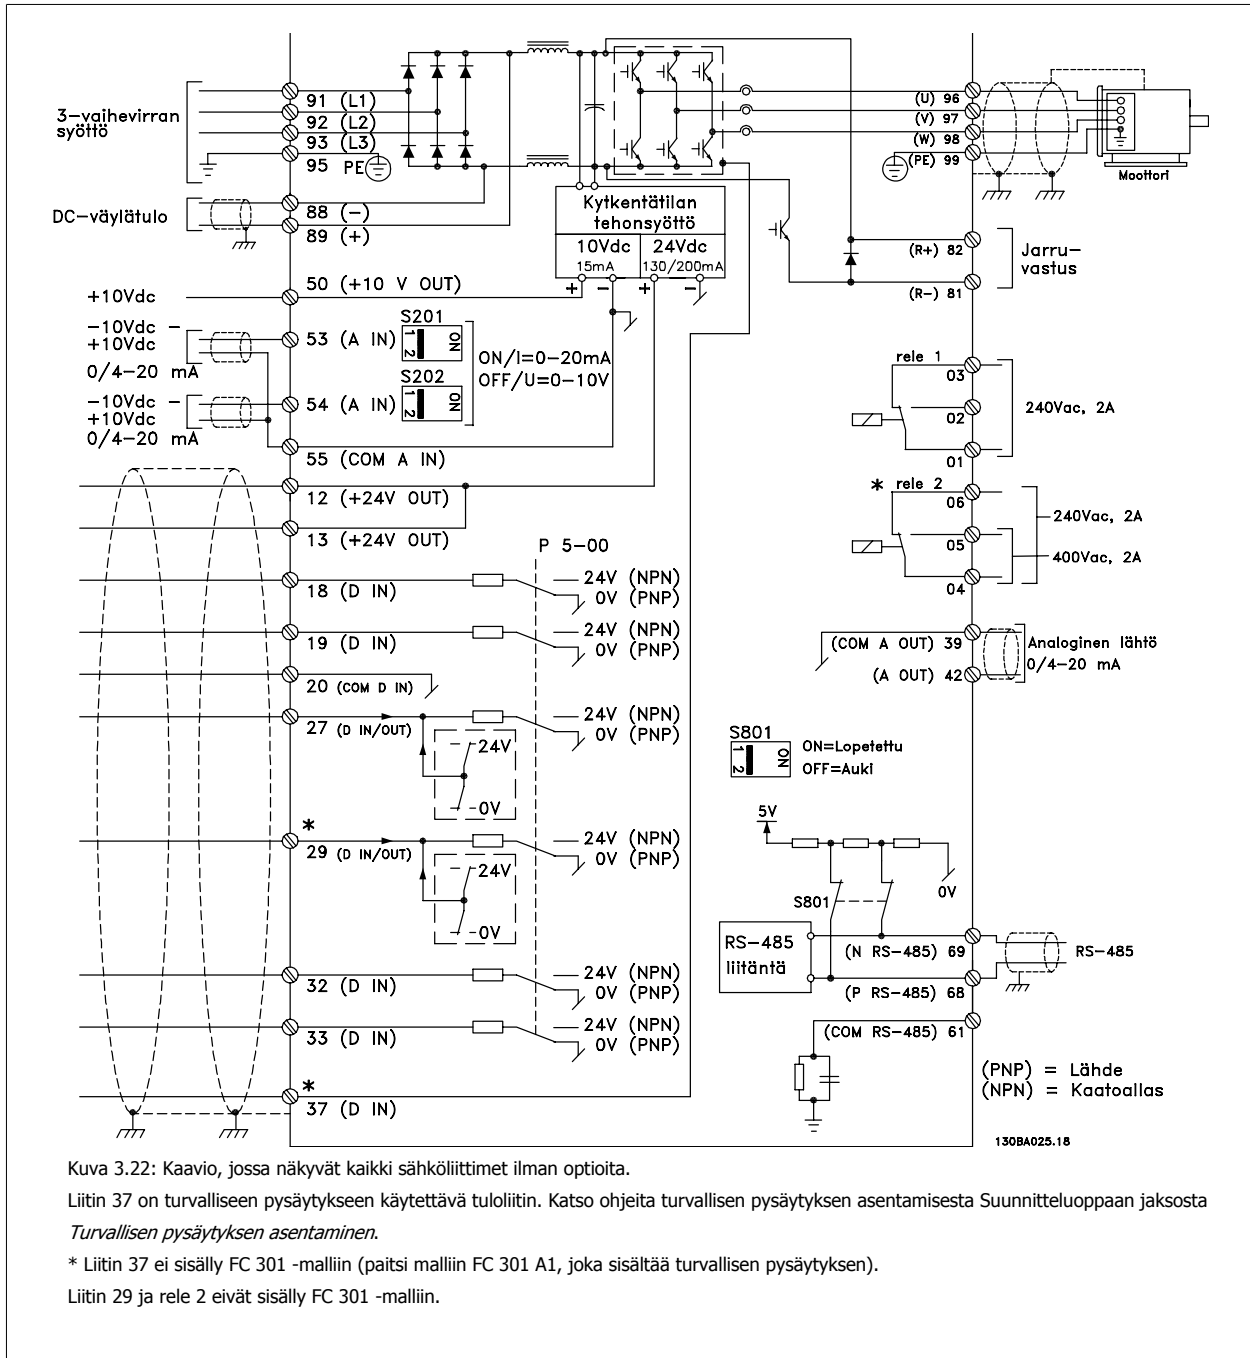 3-vaihevirran
syöttö
91 (L1)
92 (L2)
93 (L3)
95 PE
DC-väylätulo
88 (-)
89 (+)
+10Vdc
50 (+10 V OUT)
-10Vdc -
+10Vdc
0/4-20 mA
53 (A IN)
S201
1 2
ON
-10Vdc -
+10Vdc
0/4-20 mA
54 (A IN)
S202
1 2
ON
ON/I=0-20mA
OFF/U=0-10V
55 (COM A IN)
12 (+24V OUT)
13 (+24V OUT)
Kytkentätilan
tehonsyöttö
10Vdc
15mA
24Vdc
130/200mA
+ - + -
(U) 96
(V) 97
(W) 98
(PE) 99
Moottori
(R+) 82
(R-) 81
Jarru-
vastus
rele 1
03
02
01
240Vac, 2A
* rele 2
06
05
04
240Vac, 2A
400Vac, 2A
P 5-00
18 (D IN)
24V (NPN)
0V (PNP)
19 (D IN)
24V (NPN)
0V (PNP)
20 (COM D IN)
27 (D IN/OUT)
24V (NPN)
0V (PNP)
24V
0V
*
29 (D IN/OUT)
24V (NPN)
0V (PNP)
24V
0V
32 (D IN)
24V (NPN)
0V (PNP)
33 (D IN)
24V (NPN)
0V (PNP)
*
37 (D IN)
(COM A OUT) 39
(A OUT) 42
Analoginen lähtö
0/4-20 mA
S801
1 2
ON
ON=Lopetettu
OFF=Auki
5V
0V
S801
RS-485
liitäntä
(N RS-485) 69
(P RS-485) 68
(COM RS-485) 61
RS-485
(PNP) = Lähde
(NPN) = Kaatoallas
130BA025.18
Kuva 3.22: Kaavio, jossa näkyvät kaikki sähköliittimet ilman optioita.
Liitin 37 on turvalliseen pysäytykseen käytettävä tuloliitin. Katso ohjeita turvallisen pysäytyksen asentamisesta Suunnitteluoppaan jaksosta
Turvallisen pysäytyksen asentaminen.
* Liitin 37 ei sisälly FC 301 -malliin (paitsi malliin FC 301 A1, joka sisältää turvallisen pysäytyksen).
Liitin 29 ja rele 2 eivät sisälly FC 301 -malliin.